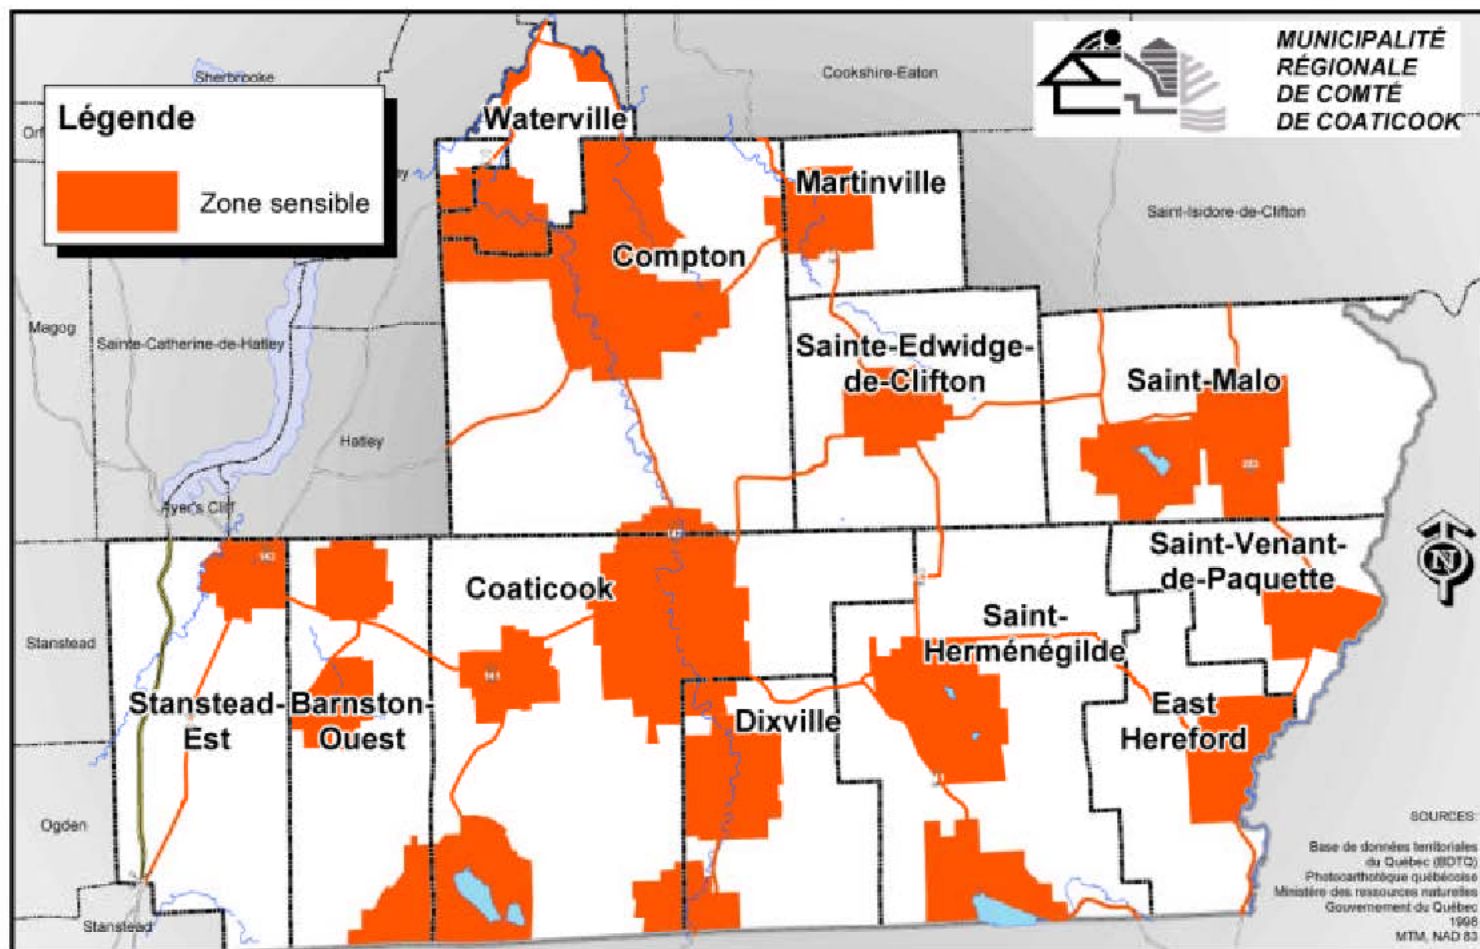 MUNICIPALITÉ
RÉGIONALE
DE COMTÉ
DE COATICOOK
Légende
Zone sensible
Sherbrooke
Cookshire-Eaton
Waterville
Martinville
Saint-Isidore-de-Clifton
Compton
Magog
Sainte-Catherine-de-Hatley
Sainte-Edwidge-
de-Clifton
Saint-Malo
Hatley
Ayer's Cliff
Saint-Venant-
de-Paquette
Coaticook
Saint-
Herménégilde
Stanstead
Stanstead-
Est
Barnston-
Ouest
Dixville
East
Hereford
N
Ogden
Stanstead
SOURCES:
Base de données territoriales
du Québec (BDTQ)
Photocarthotèque québécoise
Ministère des ressources naturelles
Gouvernement du Québec
1998
MTM, NAD 83